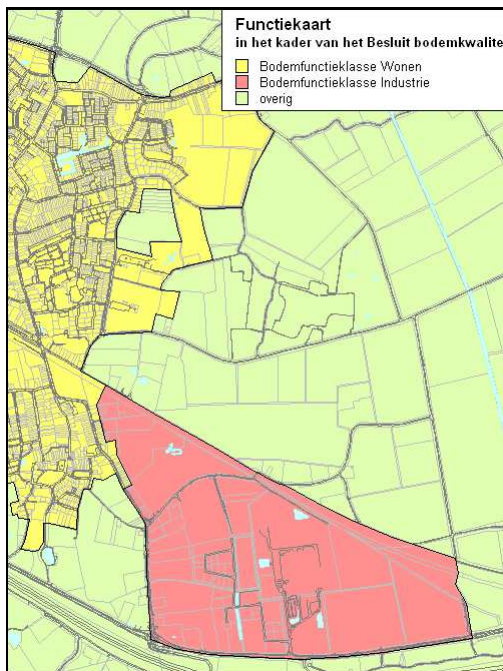 Functiekaart
in het kader van het Besluit bodemkwalite
Bodemfunctieklasse Wonen
Bodemfunctieklasse Industrie
overig